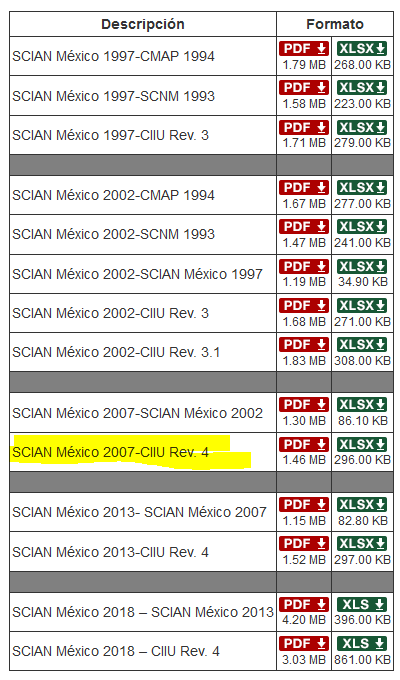 Descripción Formato
SCIAN México 1997-CMAP 1994 PDF XLSX
1.79 MB 268.00 KB
SCIAN México 1997-SCNM 1993 PDF XLSX
1.58 MB 223.00 KB
SCIAN México 1997-CIIU Rev. 3 PDF XLSX
1.71 MB 279.00 KB
SCIAN México 2002-CMAP 1994 PDF XLSX
1.67 MB 277.00 KB
SCIAN México 2002-SCNM 1993 PDF XLSX
1.47 MB 241.00 KB
SCIAN México 2002-SCIAN México 1997 PDF XLSX
1.19 MB 34.90 KB
SCIAN México 2002-CIIU Rev. 3 PDF XLSX
1.68 MB 271.00 KB
SCIAN México 2002-CIIU Rev. 3.1 PDF XLSX
1.83 MB 308.00 KB
SCIAN México 2007-SCIAN México 2002 PDF XLSX
1.30 MB 86.10 KB
SCIAN México 2007-CIIU Rev. 4 PDF XLSX
1.46 MB 296.00 KB
SCIAN México 2013- SCIAN México 2007 PDF XLSX
1.15 MB 82.80 KB
SCIAN México 2013-CIIU Rev. 4 PDF XLSX
1.52 MB 297.00 KB
SCIAN México 2018 – SCIAN México 2013 PDF XLS
4.20 MB 396.00 KB
SCIAN México 2018 – CIIU Rev. 4 PDF XLS
3.03 MB 861.00 KB